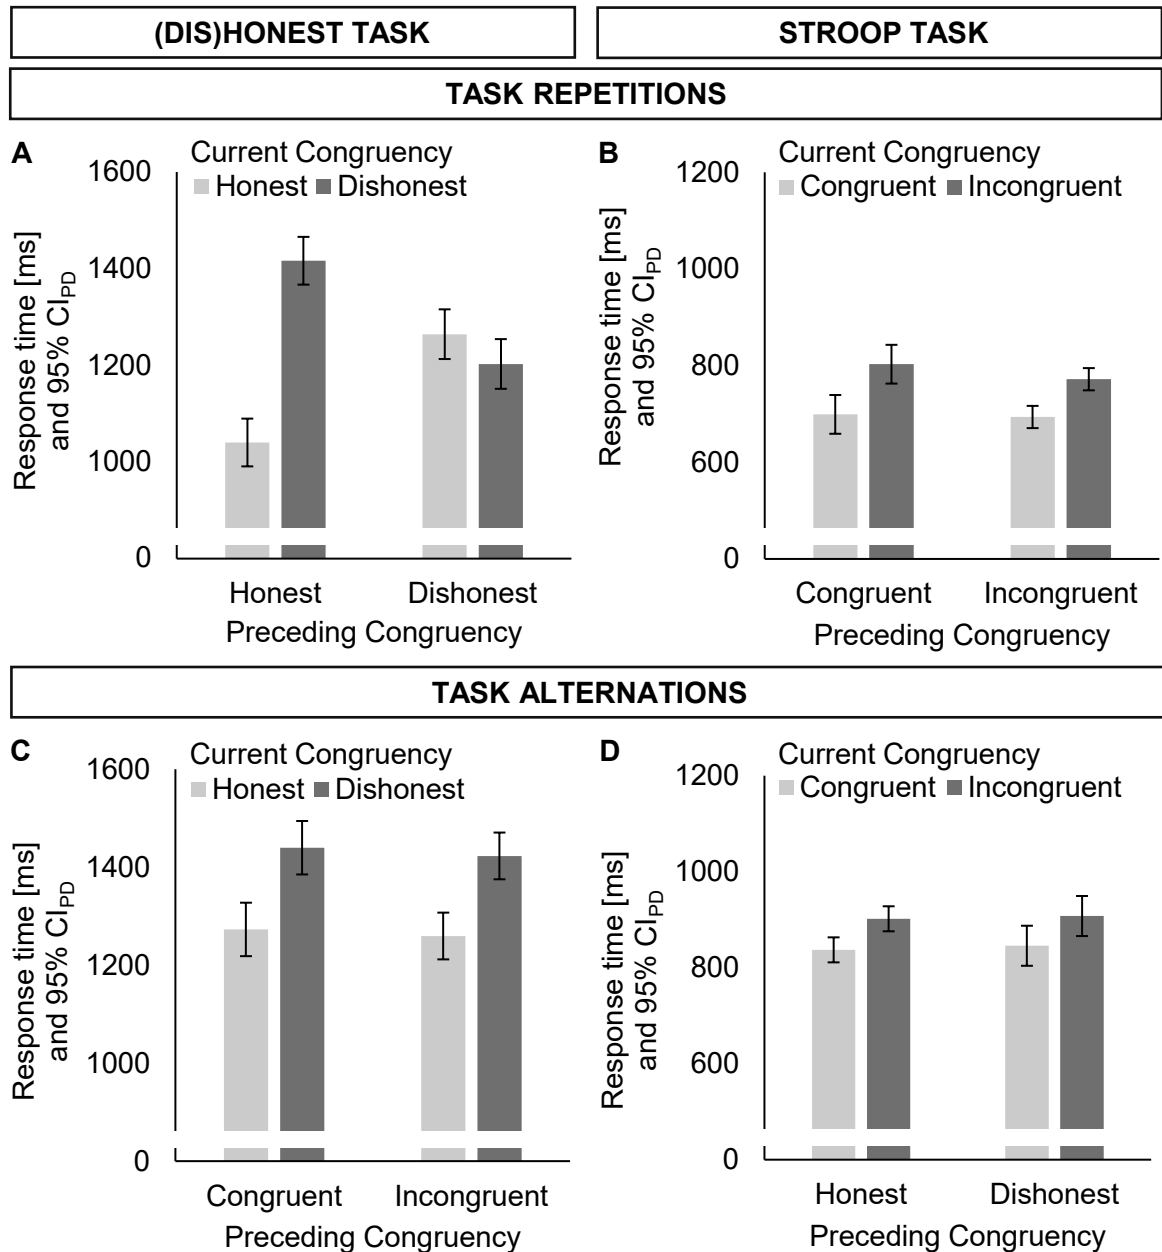 (DIS)HONEST TASK
STROOP TASK
TASK REPETITIONS
A
Current Congruency
Honest Dishonest
1600
1400
1200
1000
0
Response time [ms]
and 95% CI_PD
Honest Dishonest
Preceding Congruency
B
Current Congruency
Congruent Incongruent
1200
1000
800
600
0
Response time [ms]
and 95% CI_PD
Congruent Incongruent
Preceding Congruency
TASK ALTERNATIONS
C
Current Congruency
Honest Dishonest
1600
1400
1200
1000
0
Response time [ms]
and 95% CI_PD
Congruent Incongruent
Preceding Congruency
D
Current Congruency
Congruent Incongruent
1200
1000
800
600
0
Response time [ms]
and 95% CI_PD
Honest Dishonest
Preceding Congruency